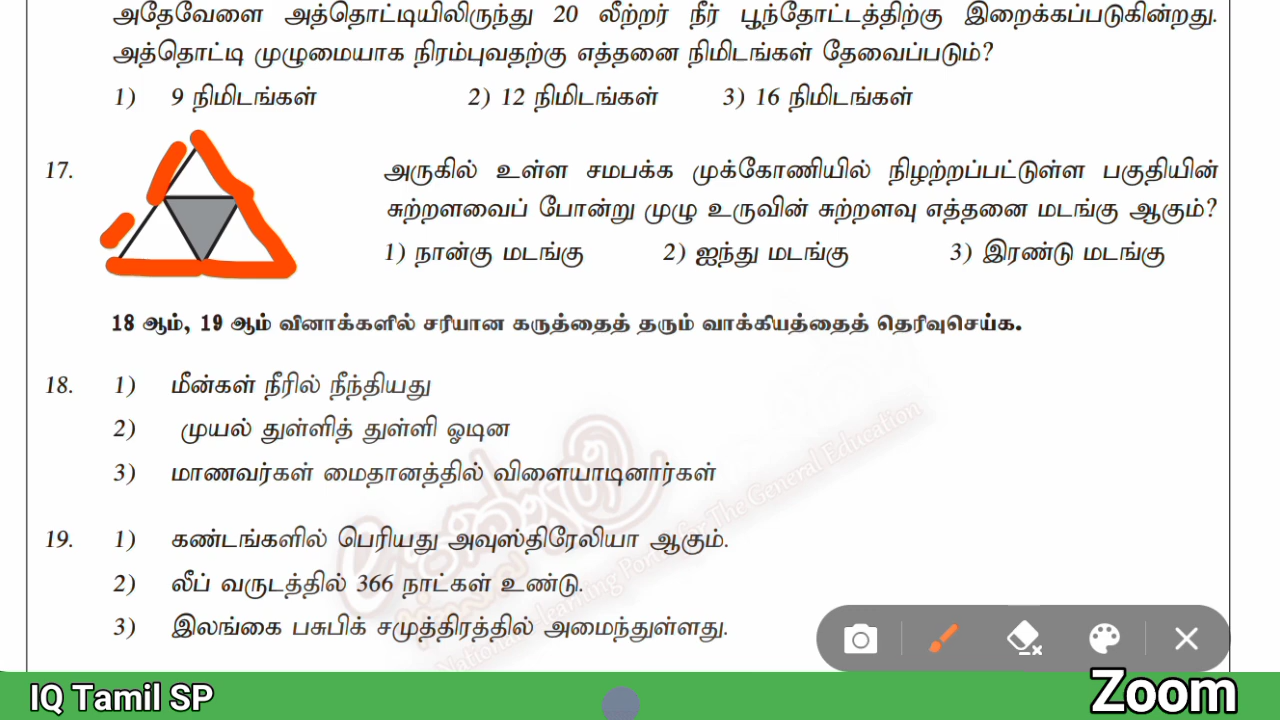 அதேவேளை அத்தொட்டியிலிருந்து 20 லீற்றர் நீர் பூந்தோட்டத்திற்கு இறைக்கப்படுகின்றது.
அத்தொட்டி முழுமையாக நிரம்புவதற்கு எத்தனை நிமிடங்கள் தேவைப்படும்?
1) 9 நிமிடங்கள் 2) 12 நிமிடங்கள் 3) 16 நிமிடங்கள்
17. அருகில் உள்ள சமபக்க முக்கோணியில் நிழற்றப்பட்டுள்ள பகுதியின்
சுற்றளவைப் போன்று முழு உருவின் சுற்றளவு எத்தனை மடங்கு ஆகும்?
1) நான்கு மடங்கு 2) ஐந்து மடங்கு 3) இரண்டு மடங்கு
18 ஆம், 19 ஆம் வினாக்களில் சரியான கருத்தைத் தரும் வாக்கியத்தைத் தெரிவுசெய்க.
18. 1) மீன்கள் நீரில் நீந்தியது
2) முயல் துள்ளித் துள்ளி ஓடின
3) மாணவர்கள் மைதானத்தில் விளையாடினார்கள்
19. 1) கண்டங்களில் பெரியது அவுஸ்திரேலியா ஆகும்.
2) லீப் வருடத்தில் 366 நாட்கள் உண்டு.
3) இலங்கை பசுபிக் சமுத்திரத்தில் அமைந்துள்ளது.
IQ Tamil SP
Zoom